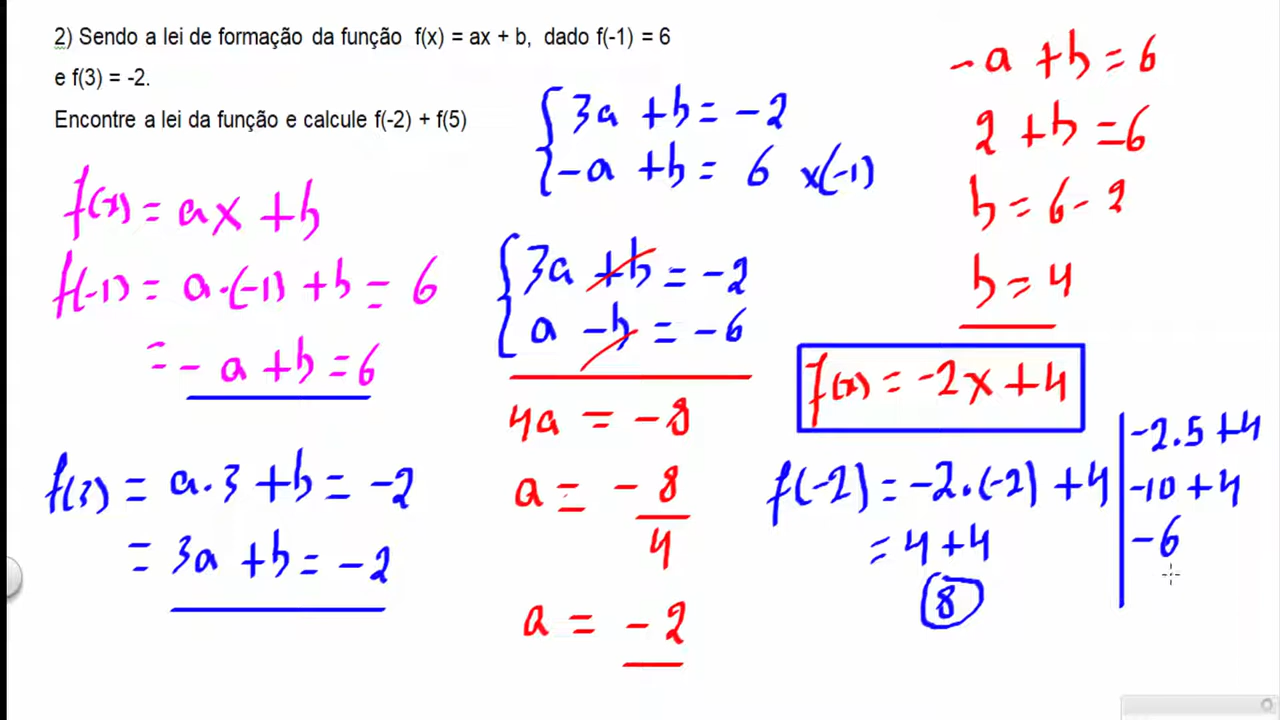 2) Sendo a lei de formação da função f(x) = ax + b, dado f(-1) = 6
e f(3) = -2.
Encontre a lei da função e calcule f(-2) + f(5)
f(x) = ax + b
f(-1) = a·(-1) + b = 6
= - a + b = 6
f(3) = a·3 + b = -2
= 3a + b = -2
3a + b = -2
-a + b = 6 x(-1)
3a + b = -2
a - b = -6
4a = -8
a = - 8
4
a = - 2
-a + b = 6
2 + b = 6
b = 6 - 2
b = 4
f(x) = -2x + 4
f(-2) = -2·(-2) + 4
= 4 + 4
8
-2.5 + 4
-10 + 4
-6